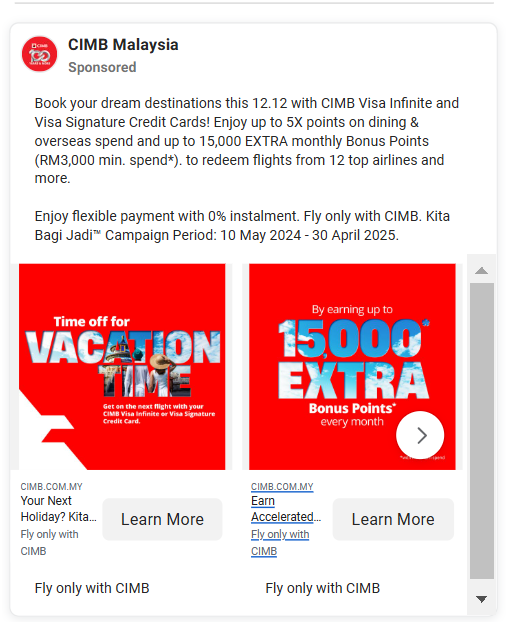 CIMB Malaysia
Sponsored
Book your dream destinations this 12.12 with CIMB Visa Infinite and
Visa Signature Credit Cards! Enjoy up to 5X points on dining &
overseas spend and up to 15,000 EXTRA monthly Bonus Points
(RM3,000 min. spend*). to redeem flights from 12 top airlines and
more.
Enjoy flexible payment with 0% instalment. Fly only with CIMB. Kita
Bagi Jadi™ Campaign Period: 10 May 2024 - 30 April 2025.
Time off for
VACATION
TIME
Get on the next flight with your
CIMB Visa Infinite or Visa Signature
Credit Card.
By earning up to
15,000*
EXTRA
Bonus Points*
every month
CIMB.COM.MY
Your Next
Holiday? Kita...
Fly only with
CIMB
Learn More
CIMB.COM.MY
Earn
Accelerated...
Fly only with
CIMB
Learn More
Fly only with CIMB
Fly only with CIMB